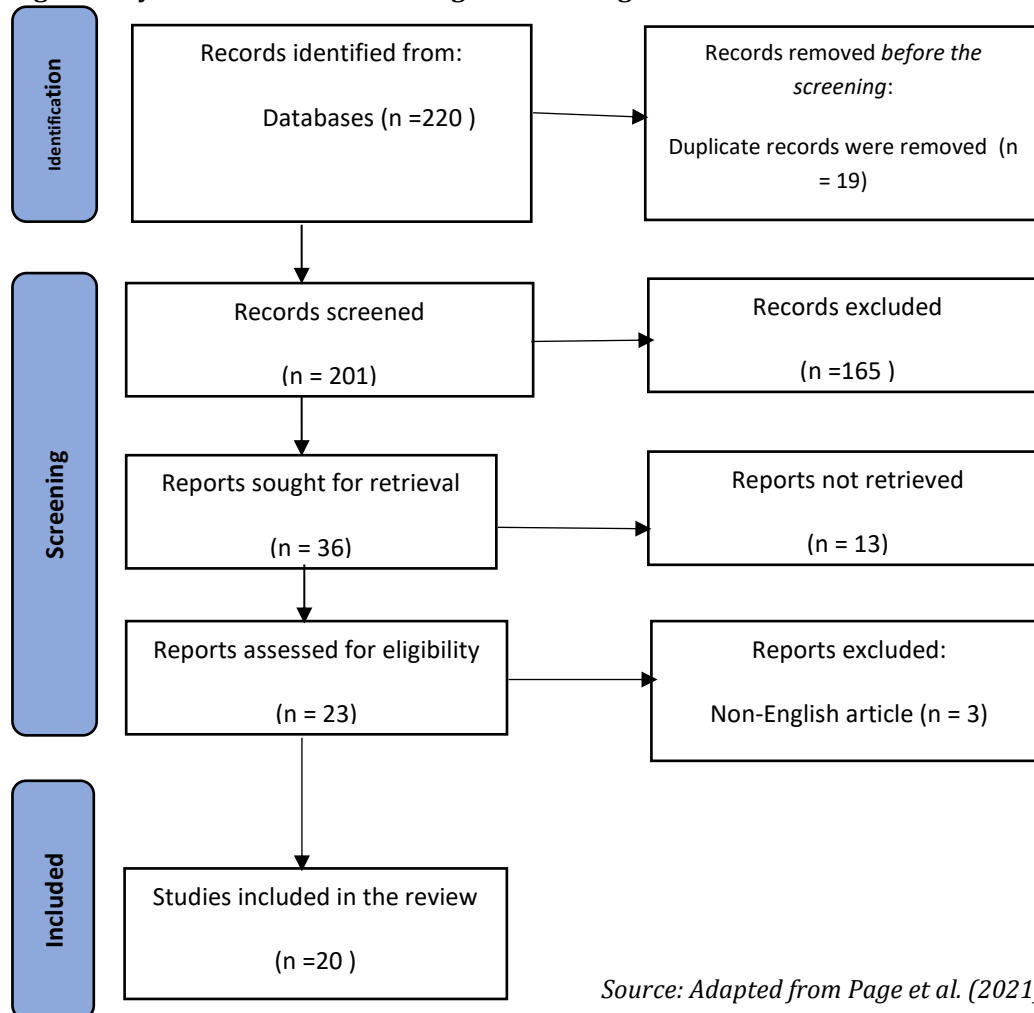 Identification
Records identified from:
Databases (n =220 )
Records removed before the
screening:
Duplicate records were removed (n
= 19)
Screening
Records screened
(n = 201)
Records excluded
(n =165 )
Reports sought for retrieval
(n = 36)
Reports not retrieved
(n = 13)
Reports assessed for eligibility
(n = 23)
Reports excluded:
Non-English article (n = 3)
Included
Studies included in the review
(n =20 )
Source: Adapted from Page et al. (2021)